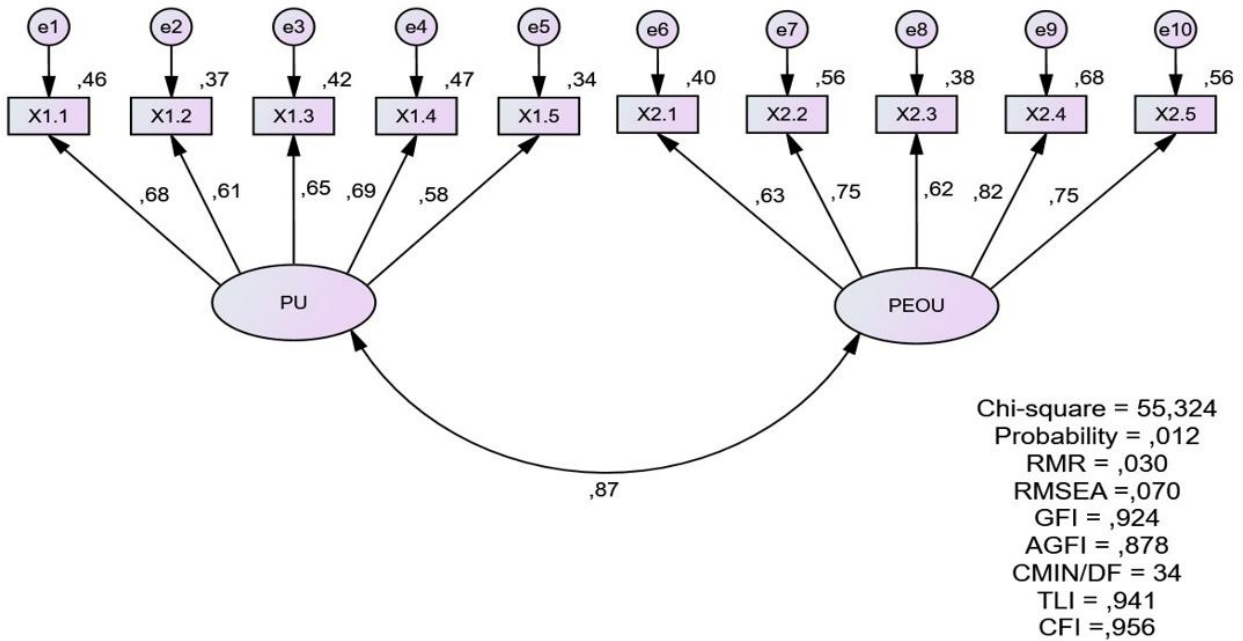 e1 e2 e3 e4 e5 e6 e7 e8 e9 e10
,46 ,37 ,42 ,47 ,34 ,40 ,56 ,38 ,68 ,56
X1.1 X1.2 X1.3 X1.4 X1.5 X2.1 X2.2 X2.3 X2.4 X2.5
,68 ,61 ,65 ,69 ,58 ,63 ,75 ,62 ,82 ,75
PU PEOU
,87
Chi-square = 55,324
Probability = ,012
RMR = ,030
RMSEA =,070
GFI = ,924
AGFI = ,878
CMIN/DF = 34
TLI = ,941
CFI =,956